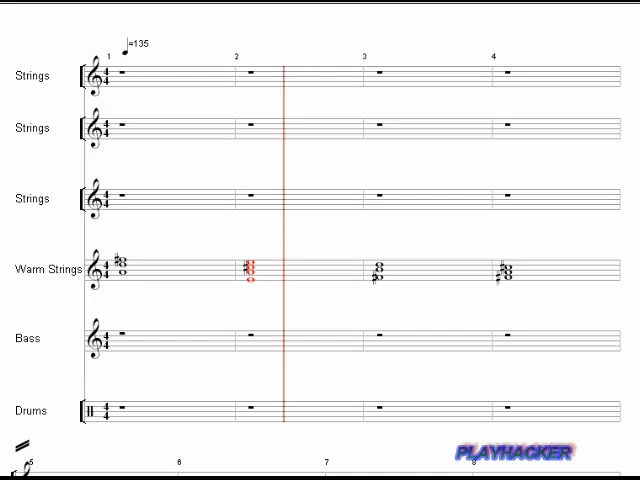 ♩=135
1 2 3 4
Strings
Strings
Strings
Warm Strings
Bass
Drums
PLAYHACKER
5 6 7 8